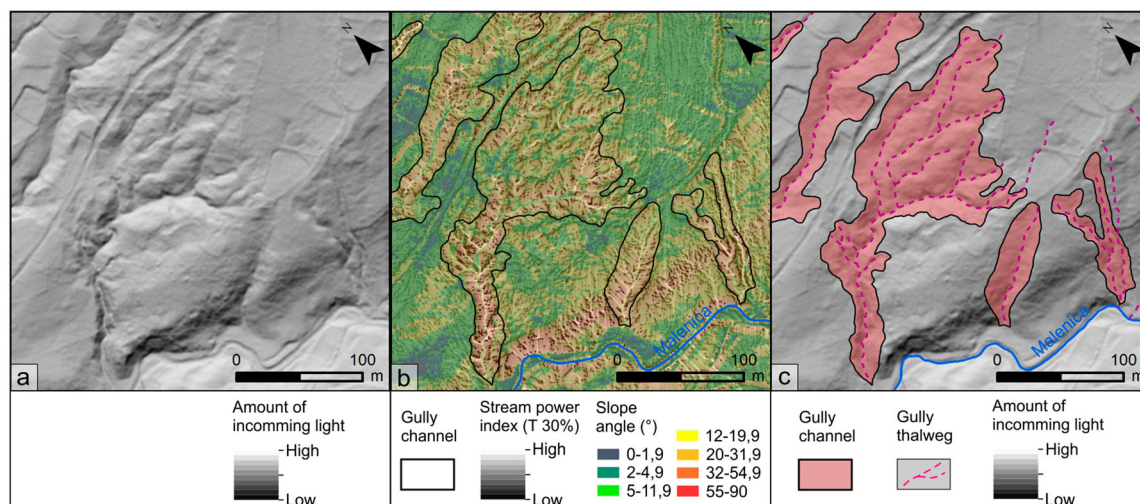 N
a
0 100
m
Amount of
incomming light
High
Low
N
Malenica
b
0 100
m
Gully
channel
Stream power
index (T 30%)
High
Low
Slope
angle (°)
0-1,9
2-4,9
5-11,9
12-19,9
20-31,9
32-54,9
55-90
N
Malenica
c
0 100
m
Gully
channel
Gully
thalweg
Amount of
incomming light
High
Low